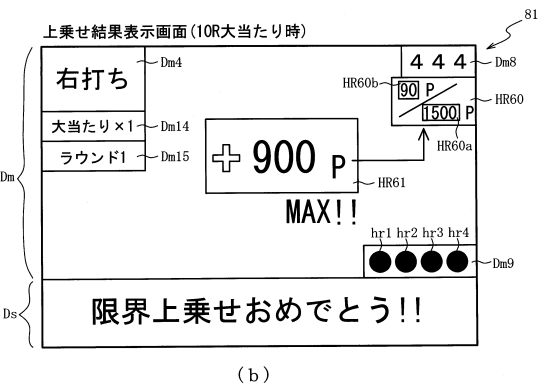 上乗せ結果表示画面(10R大当たり時)
81
右打ち
Dm4
444
Dm8
HR60b
90 P
HR60
1500 P
HR60a
大当たり×1
Dm14
ラウンド1
Dm15
+900P
HR61
MAX!!
Dm
hr1 hr2 hr3 hr4
Dm9
Ds
限界上乗せおめでとう!!
(b)